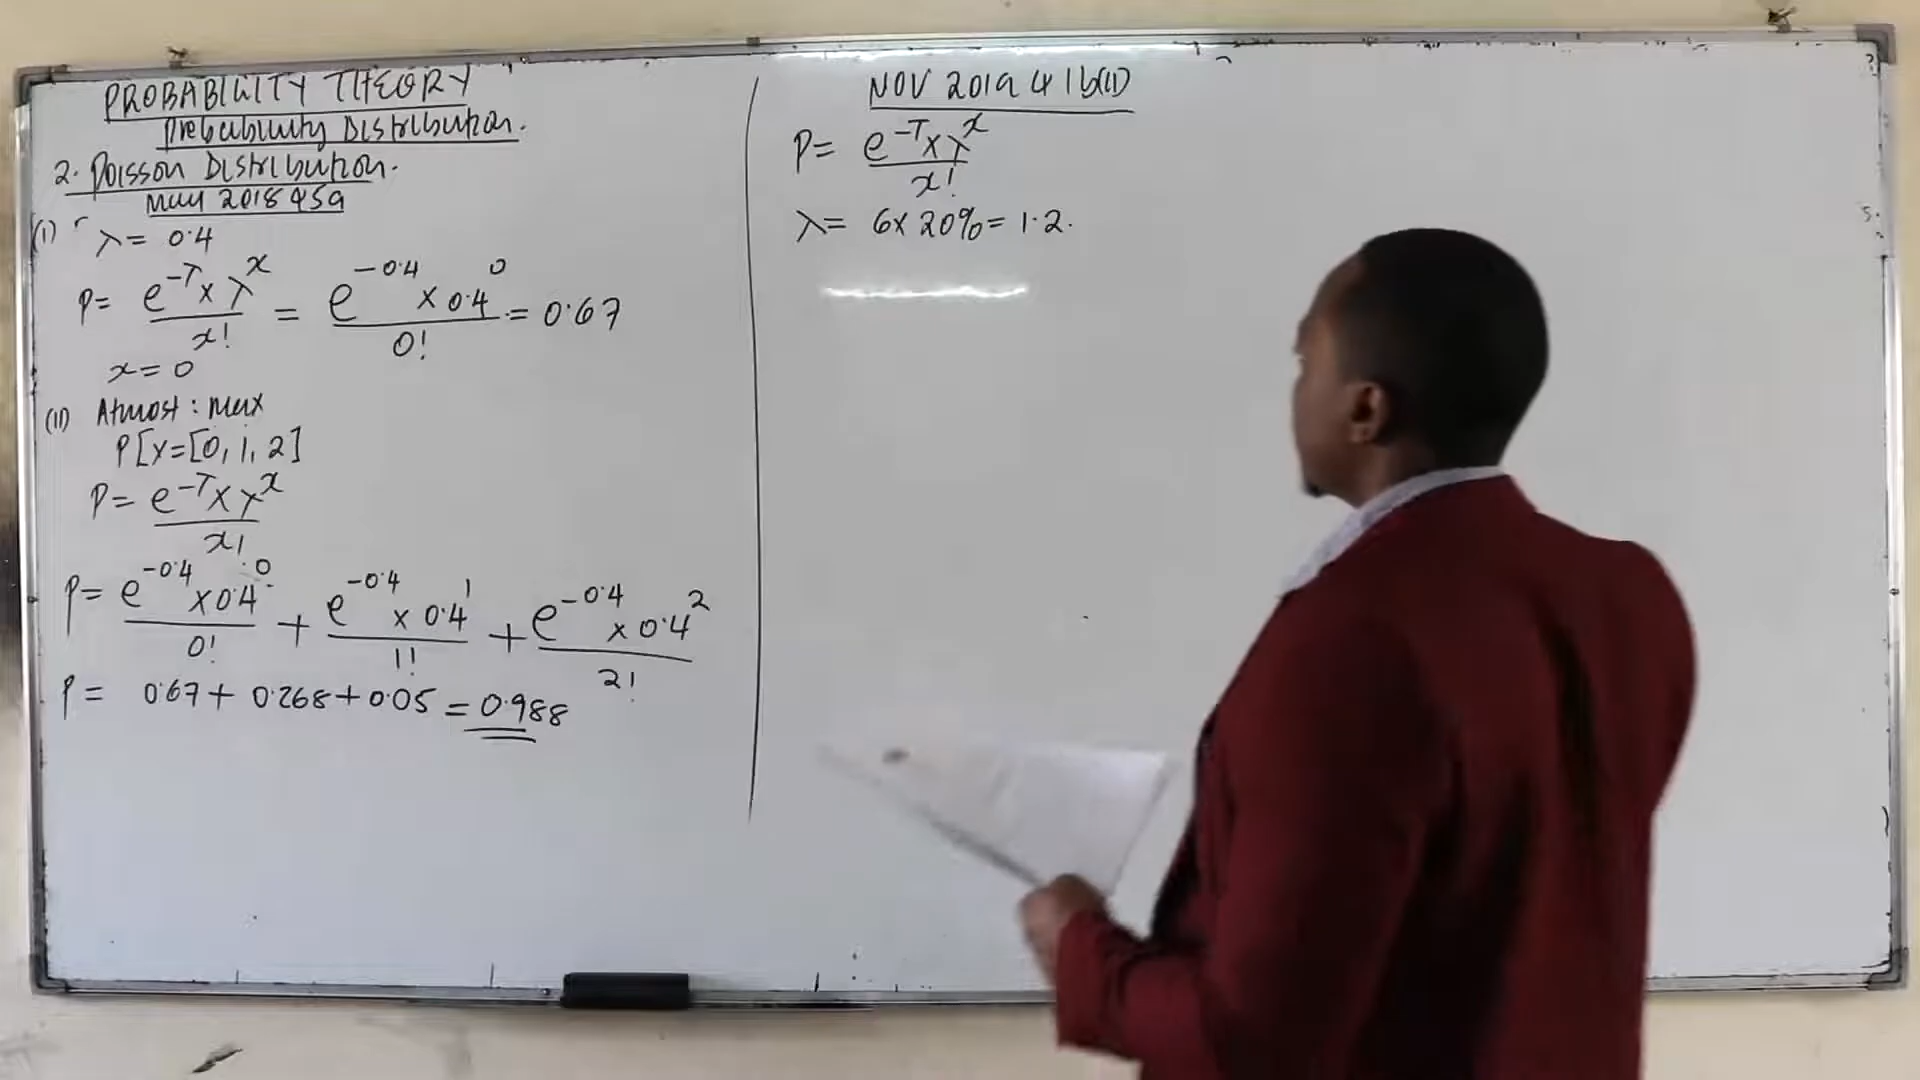 PROBABILITY THEORY
Probability Distribution.
2. Poisson Distribution.
May 2018 Q5a
(i) λ = 0.4
P = e^-λ x λ^x / x! = e^-0.4 x 0.4^0 / 0! = 0.67
x = 0
(ii) Atmost : max
P[x=[0, 1, 2]
P = e^-λ x λ^x / x!
P = e^-0.4 x 0.4^0 / 0! + e^-0.4 x 0.4^1 / 1! + e^-0.4 x 0.4^2 / 2!
P = 0.67 + 0.268 + 0.05 = 0.988
NOV 2019 Q1b(ii)
P = e^-λ x λ^x / x!
λ = 6 x 20% = 1.2.